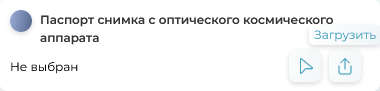 Паспорт снимка с оптического космического
аппарата
Загрузить
Не выбран